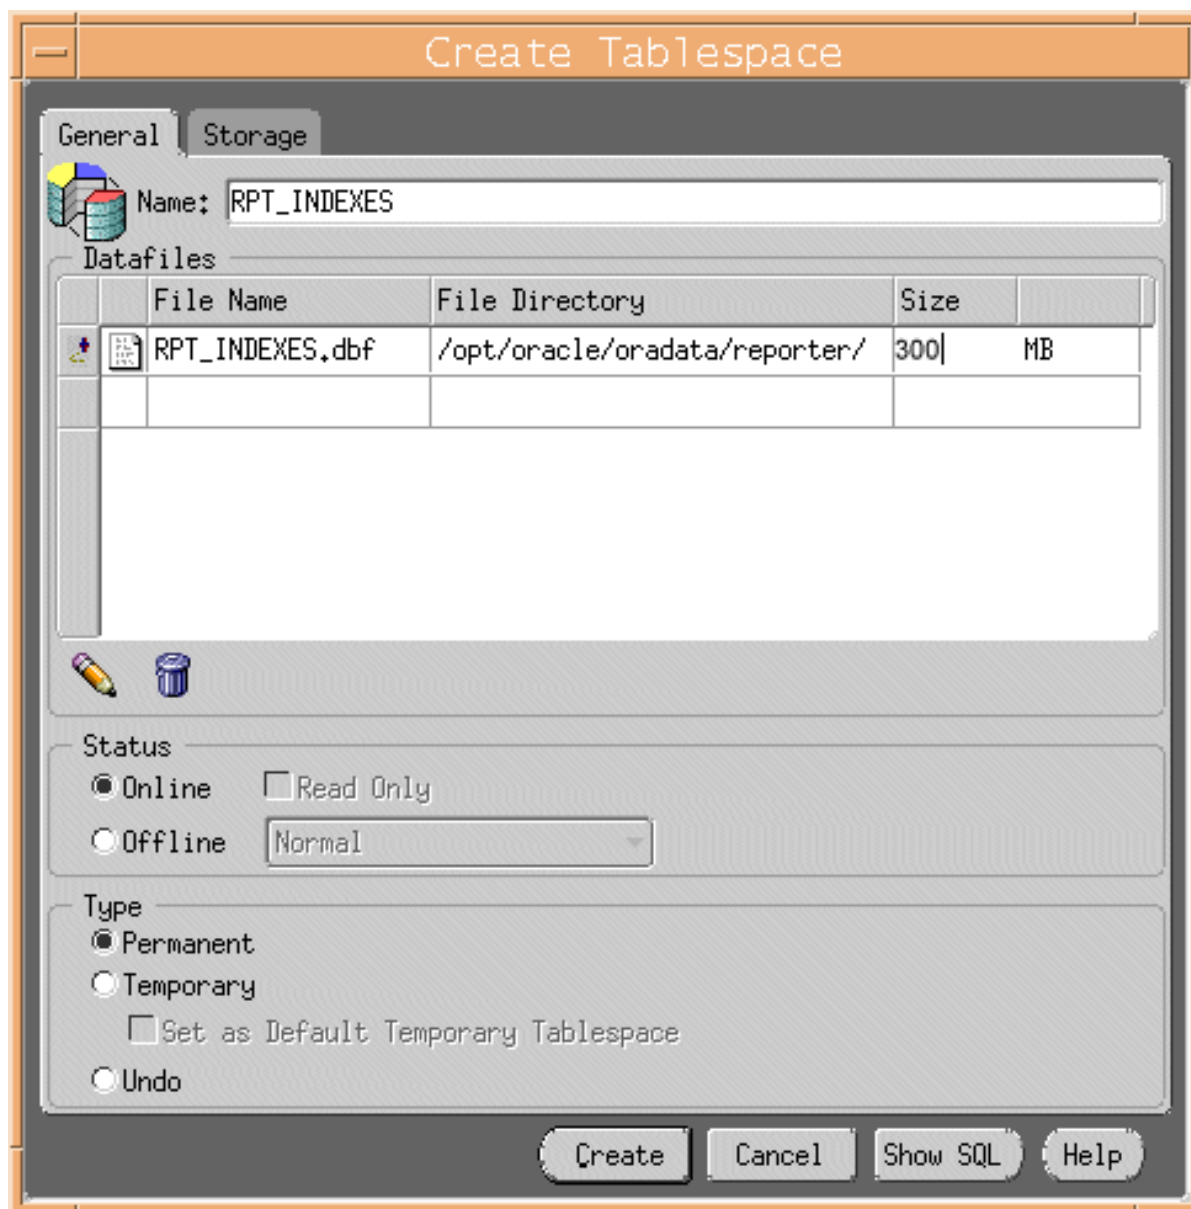 Create Tablespace
General Storage
Name: RPT_INDEXES
Datafiles
File Name File Directory Size
RPT_INDEXES.dbf /opt/oracle/oradata/reporter/ 300 MB
Status
Online Read Only
Offline Normal
Type
Permanent
Temporary
Set as Default Temporary Tablespace
Undo
Create Cancel Show SQL Help